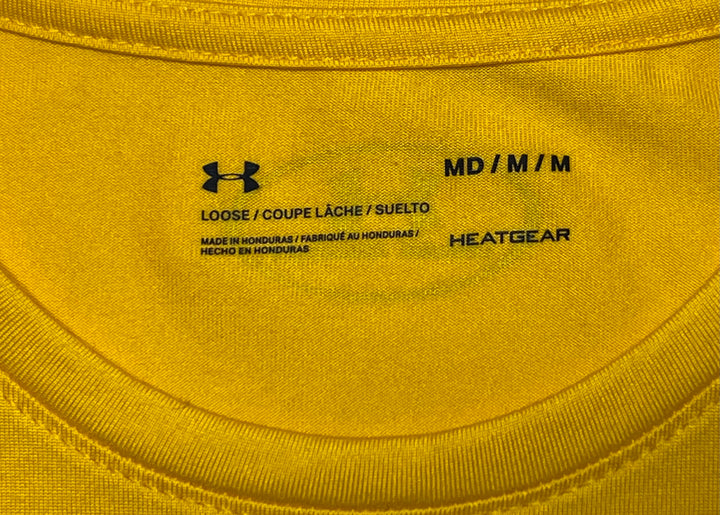 MD / M / M
LOOSE / COUPE LÂCHE / SUELTO
MADE IN HONDURAS / FABRIQUÉ AU HONDURAS /
HECHO EN HONDURAS
HEATGEAR